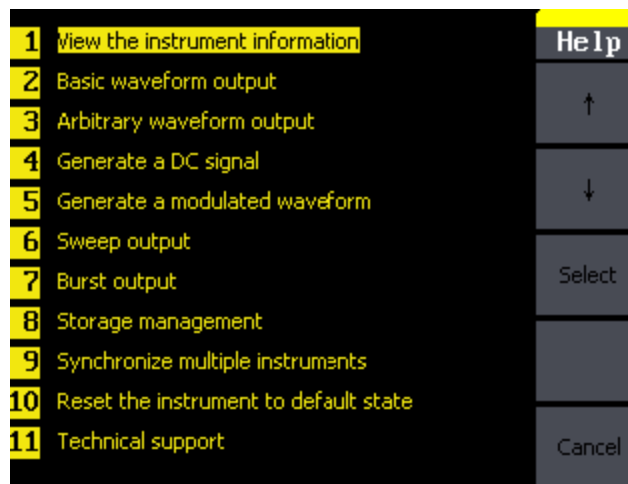 1 View the instrument information
2 Basic waveform output
3 Arbitrary waveform output
4 Generate a DC signal
5 Generate a modulated waveform
6 Sweep output
7 Burst output
8 Storage management
9 Synchronize multiple instruments
10 Reset the instrument to default state
11 Technical support
Help
↑
↓
Select
Cancel